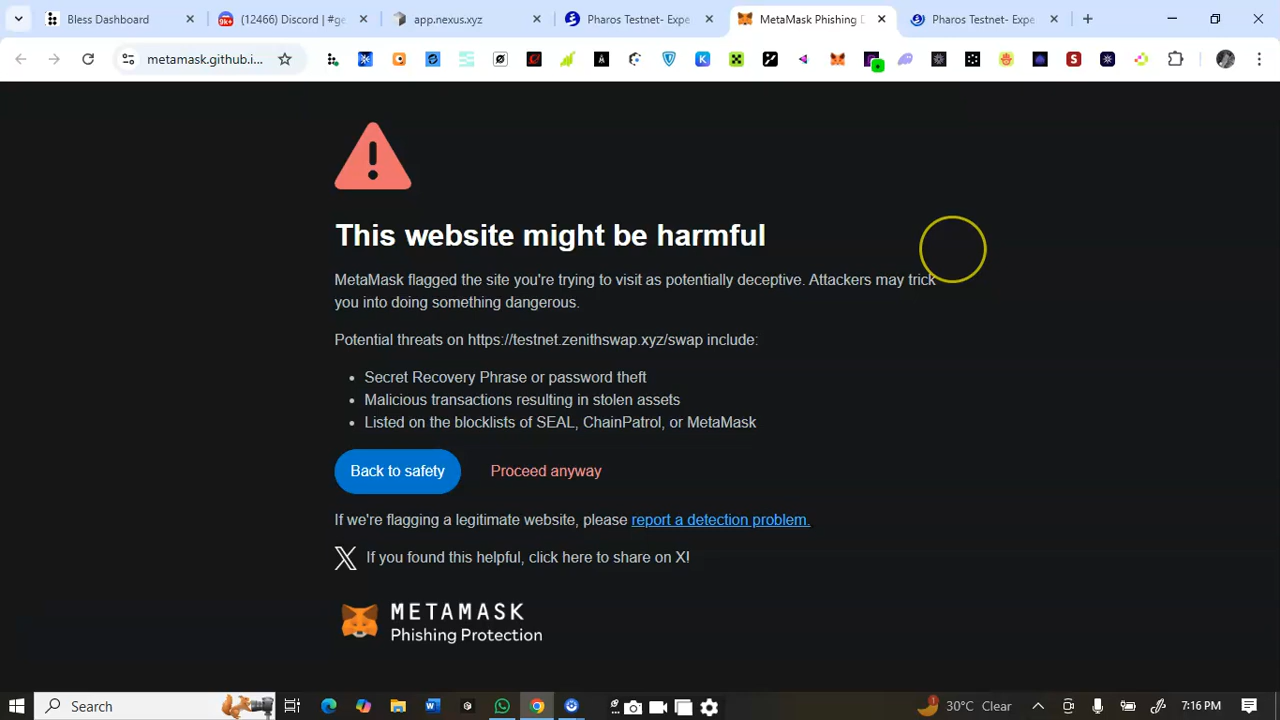 Bless Dashboard
(12466) Discord | #ge
app.nexus.xyz
Pharos Testnet- Expe
MetaMask Phishing D
Pharos Testnet- Expe
metamask.github.i...
This website might be harmful
MetaMask flagged the site you're trying to visit as potentially deceptive. Attackers may trick
you into doing something dangerous.
Potential threats on https://testnet.zenithswap.xyz/swap include:
• Secret Recovery Phrase or password theft
• Malicious transactions resulting in stolen assets
• Listed on the blocklists of SEAL, ChainPatrol, or MetaMask
Back to safety Proceed anyway
If we're flagging a legitimate website, please report a detection problem.
If you found this helpful, click here to share on X!
METAMASK
Phishing Protection
Search
30°C Clear
7:16 PM